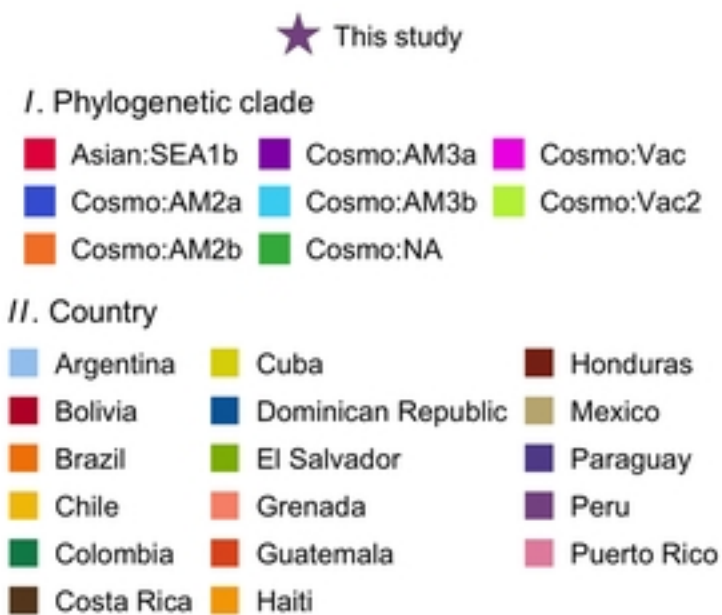 This study
I. Phylogenetic clade
Asian:SEA1b Cosmo:AM3a Cosmo:Vac
Cosmo:AM2a Cosmo:AM3b Cosmo:Vac2
Cosmo:AM2b Cosmo:NA
II. Country
Argentina Cuba Honduras
Bolivia Dominican Republic Mexico
Brazil El Salvador Paraguay
Chile Grenada Peru
Colombia Guatemala Puerto Rico
Costa Rica Haiti